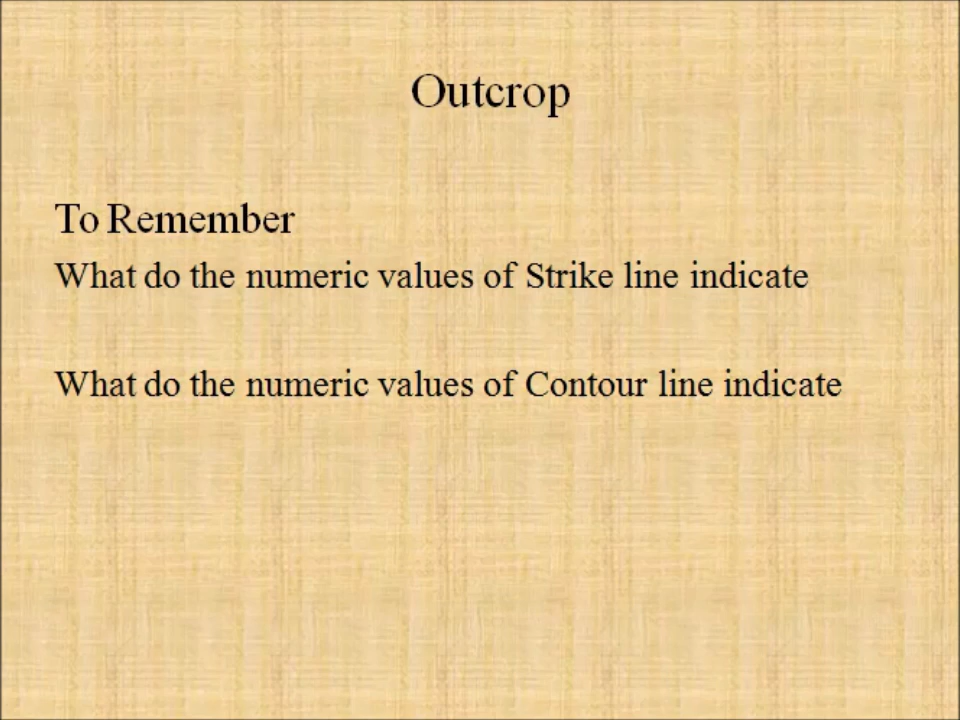 Outcrop
To Remember
What do the numeric values of Strike line indicate
What do the numeric values of Contour line indicate